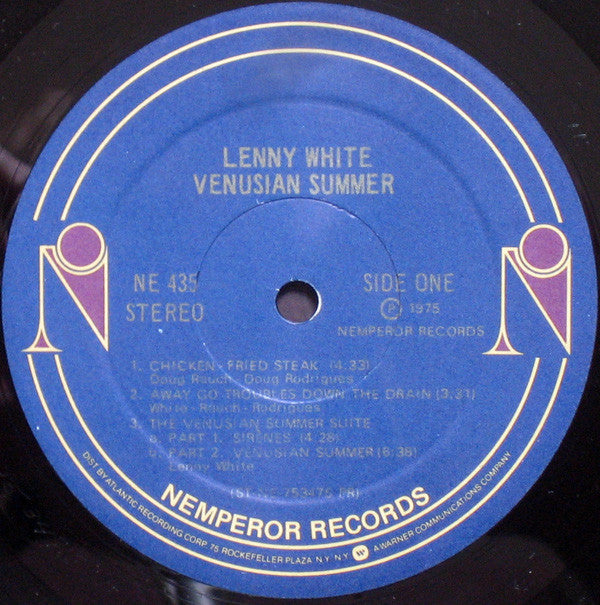 LENNY WHITE
VENUSIAN SUMMER
NE 435
STEREO
SIDE ONE
Ⓟ 1975
NEMPEROR RECORDS
1. CHICKEN-FRIED STEAK (4:33)
Doug Rauch - Doug Rodrigues
2. AWAY GO TROUBLES DOWN THE DRAIN (3:31)
White - Rauch - Rodrigues
3. THE VENUSIAN SUMMER SUITE
a. PART 1. SIRENES (4:28)
b. PART 2. VENUSIAN SUMMER (6:38)
Lenny White
NEMPEROR RECORDS
DIST BY ATLANTIC RECORDING CORP. 75 ROCKEFELLER PLAZA N.Y. N.Y. A WARNER COMMUNICATIONS COMPANY